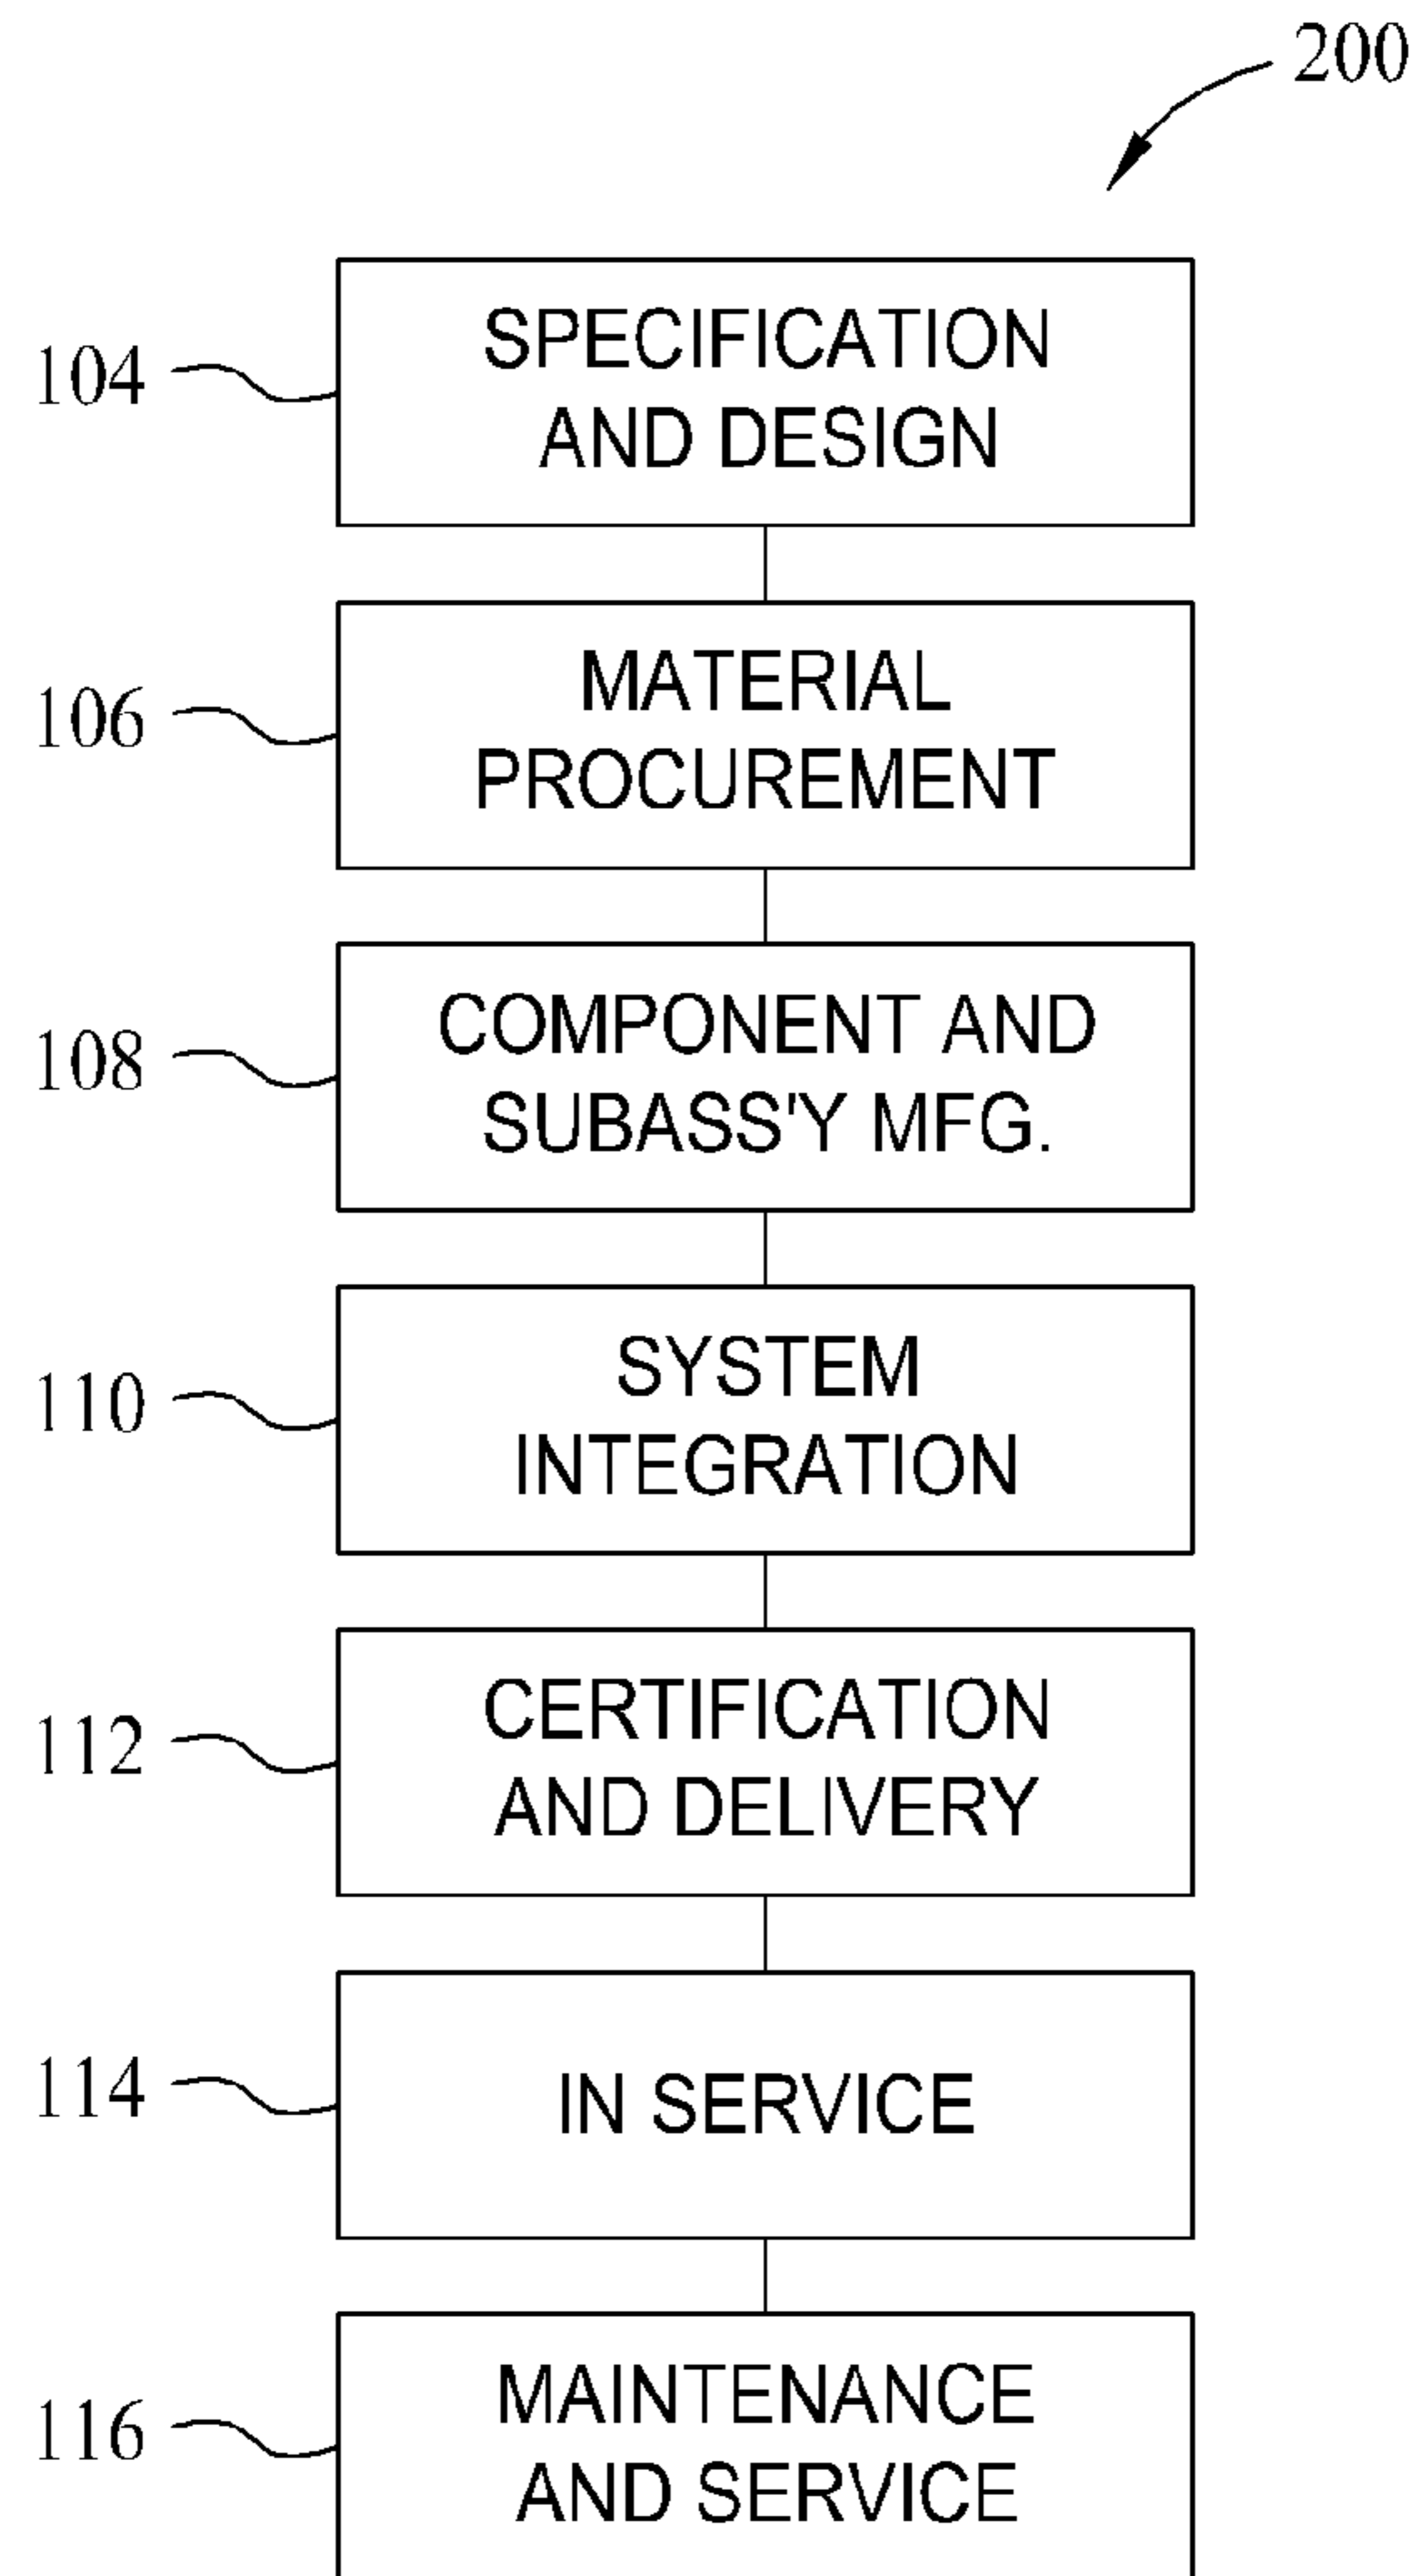 200
104
SPECIFICATION
AND DESIGN
106
MATERIAL
PROCUREMENT
108
COMPONENT AND
SUBASS'Y MFG.
110
SYSTEM
INTEGRATION
112
CERTIFICATION
AND DELIVERY
114
IN SERVICE
116
MAINTENANCE
AND SERVICE